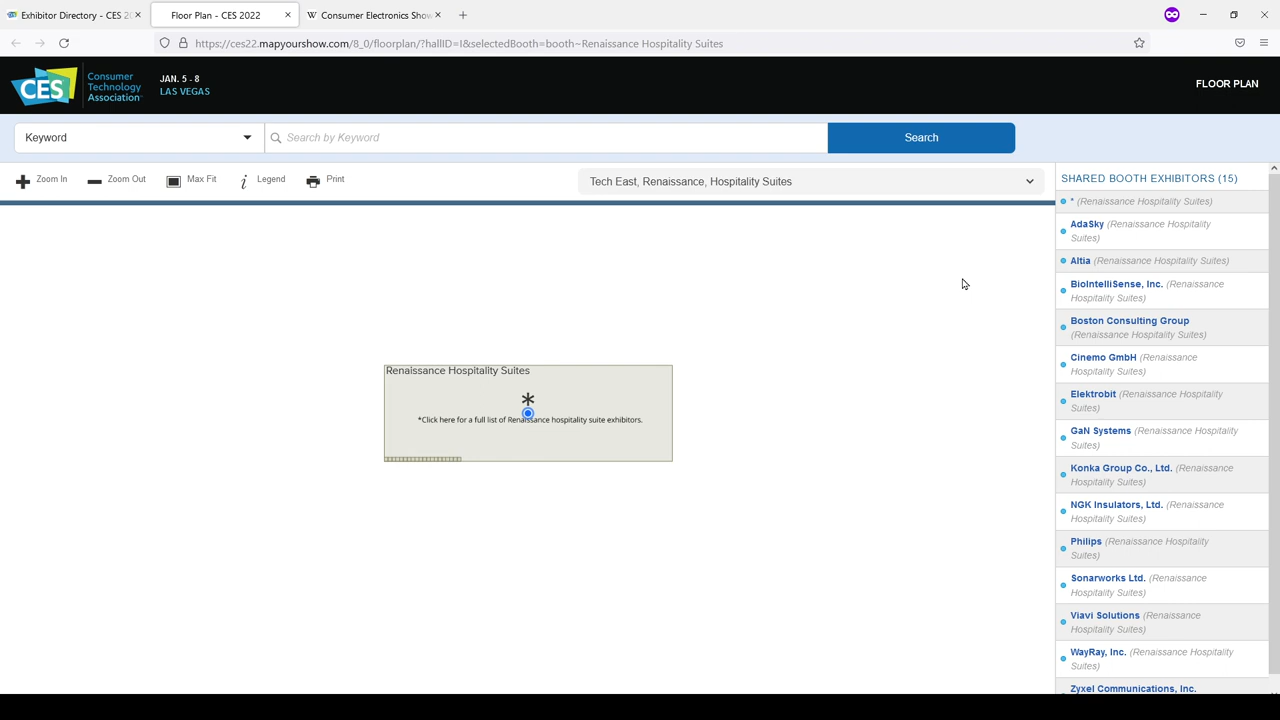 Exhibitor Directory - CES 20
Floor Plan - CES 2022
Consumer Electronics Show
https://ces22.mapyourshow.com/8_0/floorplan/?hallID=I&selectedBooth=booth~Renaissance Hospitality Suites
CES
Consumer
Technology
Association
JAN. 5 - 8
LAS VEGAS
FLOOR PLAN
Keyword
Search by Keyword
Search
Zoom In
Zoom Out
Max Fit
Legend
Print
Tech East, Renaissance, Hospitality Suites
Renaissance Hospitality Suites
*
*Click here for a full list of Renaissance hospitality suite exhibitors.
SHARED BOOTH EXHIBITORS (15)
* (Renaissance Hospitality Suites)
AdaSky (Renaissance Hospitality
Suites)
Altia (Renaissance Hospitality Suites)
BioIntelliSense, Inc. (Renaissance
Hospitality Suites)
Boston Consulting Group
(Renaissance Hospitality Suites)
Cinemo GmbH (Renaissance
Hospitality Suites)
Elektrobit (Renaissance Hospitality
Suites)
GaN Systems (Renaissance Hospitality
Suites)
Konka Group Co., Ltd. (Renaissance
Hospitality Suites)
NGK Insulators, Ltd. (Renaissance
Hospitality Suites)
Philips (Renaissance Hospitality
Suites)
Sonarworks Ltd. (Renaissance
Hospitality Suites)
Viavi Solutions (Renaissance
Hospitality Suites)
WayRay, Inc. (Renaissance Hospitality
Suites)
Zyxel Communications, Inc.